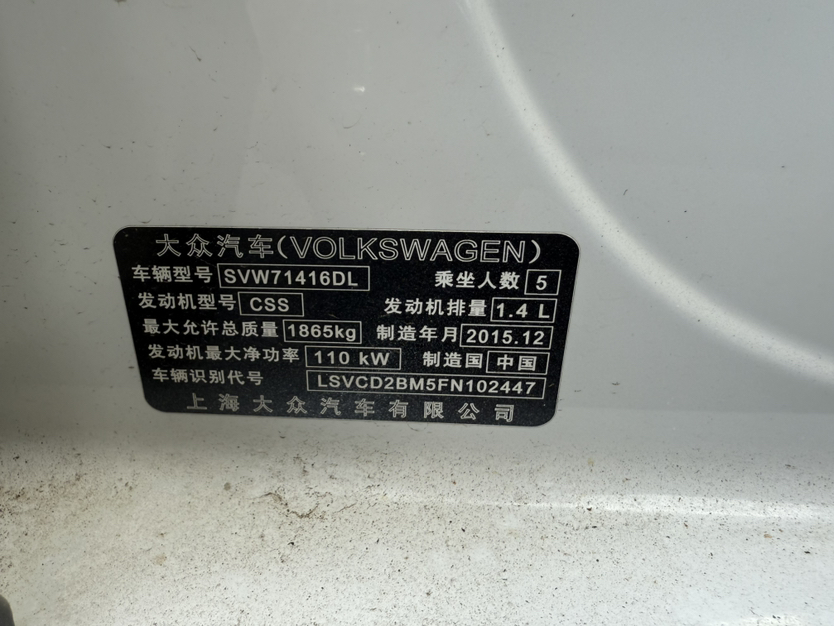 大众汽车(VOLKSWAGEN)
车辆型号 SVW71416DL 乘坐人数 5
发动机型号 CSS 发动机排量 1.4 L
最大允许总质量 1865kg 制造年月 2015.12
发动机最大净功率 110 kW 制造国 中国
车辆识别代号 LSVCD2BM5FN102447
上海大众汽车有限公司